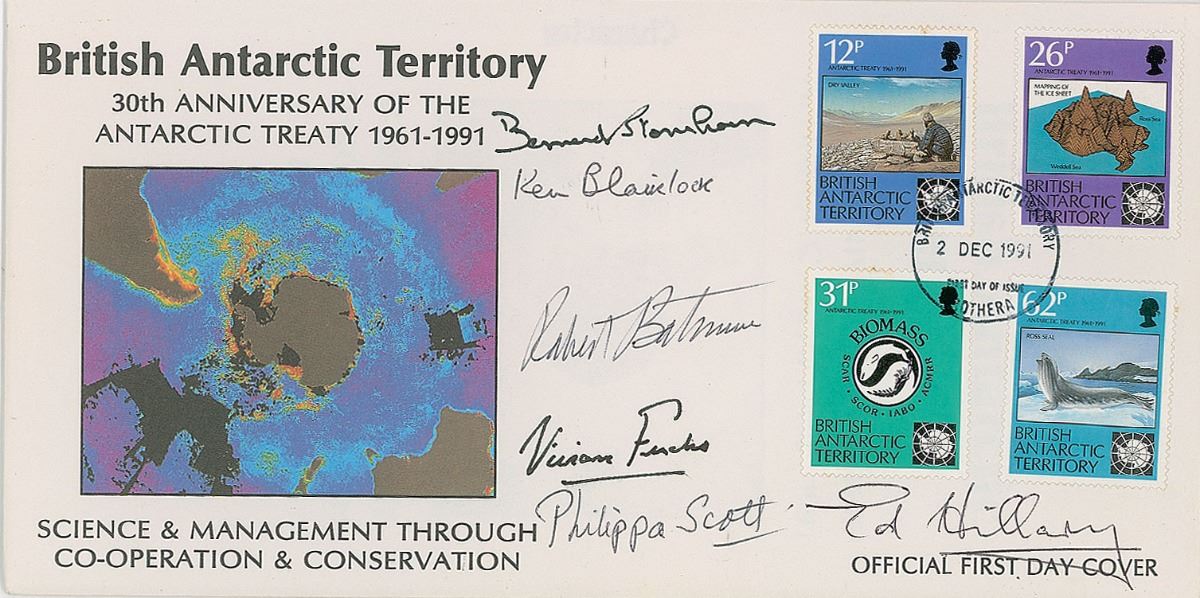 British Antarctic Territory
30th ANNIVERSARY OF THE
ANTARCTIC TREATY 1961-1991
Bernard Stonehouse
Ken Blaiklock
Robert Bateman
Vivian Fuchs
Philippa Scott
Ed Hillary
SCIENCE & MANAGEMENT THROUGH
CO-OPERATION & CONSERVATION
12P
ANTARCTIC TREATY 1961-1991
DRY VALLEY
BRITISH
ANTARCTIC
TERRITORY
26P
ANTARCTIC TREATY 1961-1991
MAPPING OF
THE ICE SHEET
Ross Sea
Weddell Sea
BRITISH
ANTARCTIC
TERRITORY
BRITISH ANTARCTIC TERRITORY
2 DEC 1991
FIRST DAY OF ISSUE
ROTHERA
31P
ANTARCTIC TREATY 1961-1991
BIOMASS
SCAR · SCOR · IABO · ACMRR
BRITISH
ANTARCTIC
TERRITORY
62P
ANTARCTIC TREATY 1961-1991
ROSS SEAL
BRITISH
ANTARCTIC
TERRITORY
OFFICIAL FIRST DAY COVER